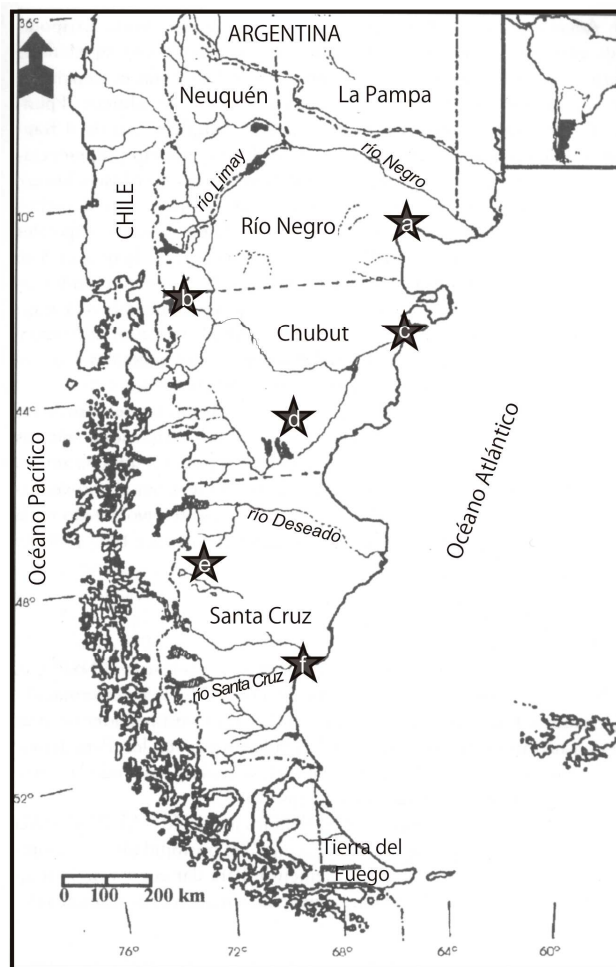 36°
ARGENTINA
Neuquén
La Pampa
río Limay
río Negro
CHILE
40°
Río Negro
a
b
Chubut
c
44°
d
Océano Pacífico
Océano Atlántico
río Deseado
e
48°
Santa Cruz
f
río Santa Cruz
52°
Tierra del
Fuego
0 100 200 km
76° 72° 68° 64° 60°